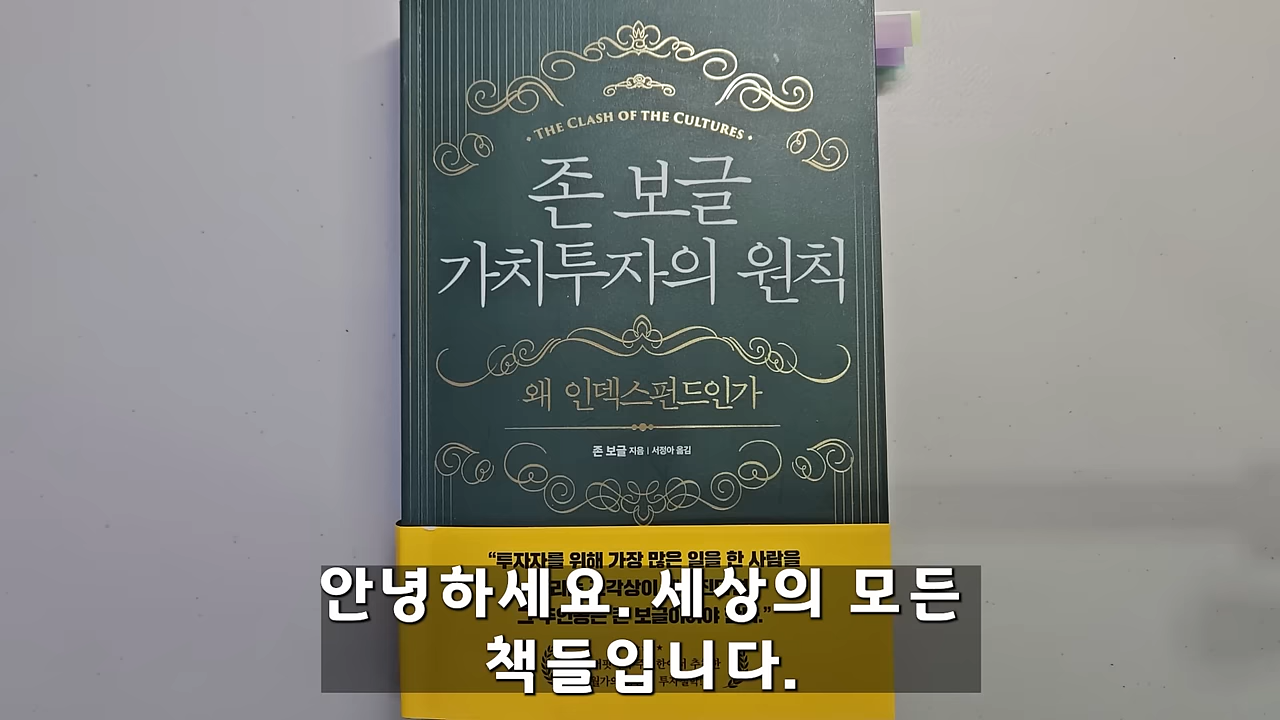 THE CLASH OF THE CULTURES
존 보글
가치투자의 원칙
왜 인덱스펀드인가
존 보글 지음 | 서정아 옮김
“투자자를 위해 가장 많은 일을 한 사람을
안녕하세요. 세상의 모든
책들입니다.